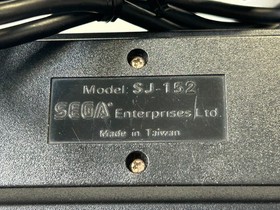 Model: SJ-152
SEGA® Enterprises Ltd.
Made in Taiwan